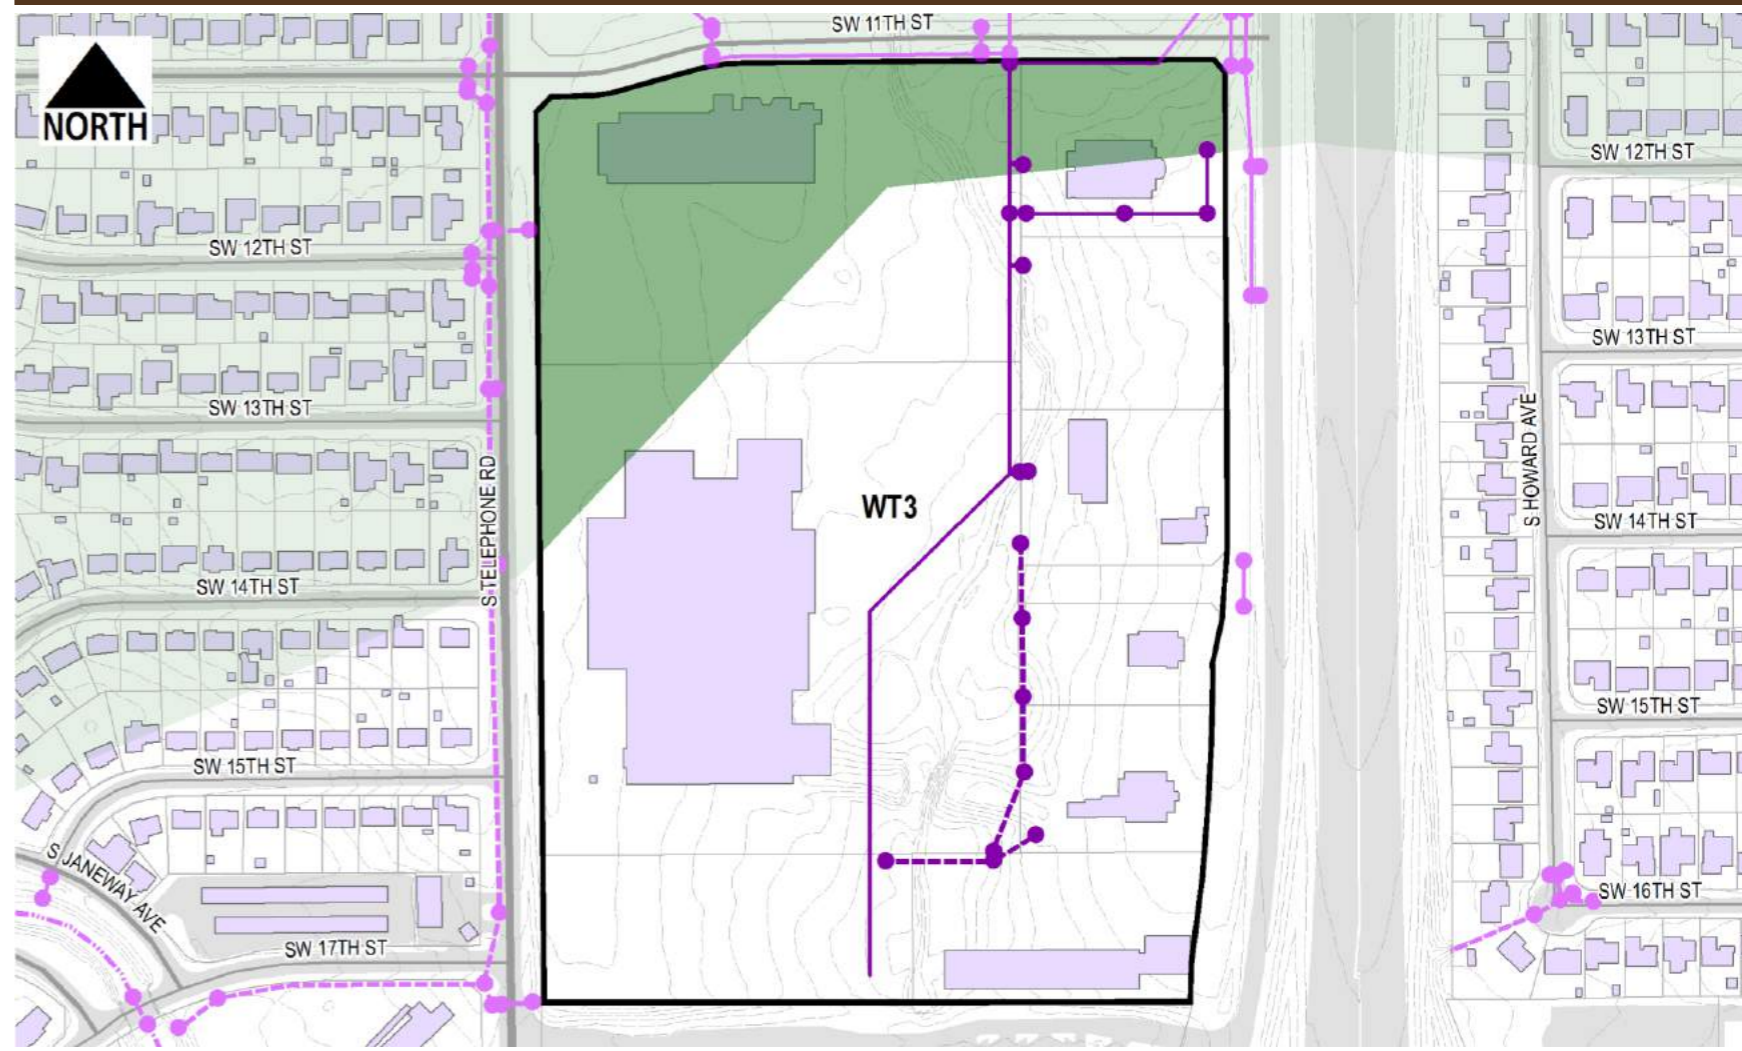 SW 11TH ST
NORTH
SW 12TH ST
SW 12TH ST
SW 13TH ST
SW 13TH ST
S HOWARD AVE
S TELEPHONE RD
WT3
SW 14TH ST
SW 14TH ST
SW 15TH ST
SW 15TH ST
S JANEWAY AVE
SW 16TH ST
SW 17TH ST